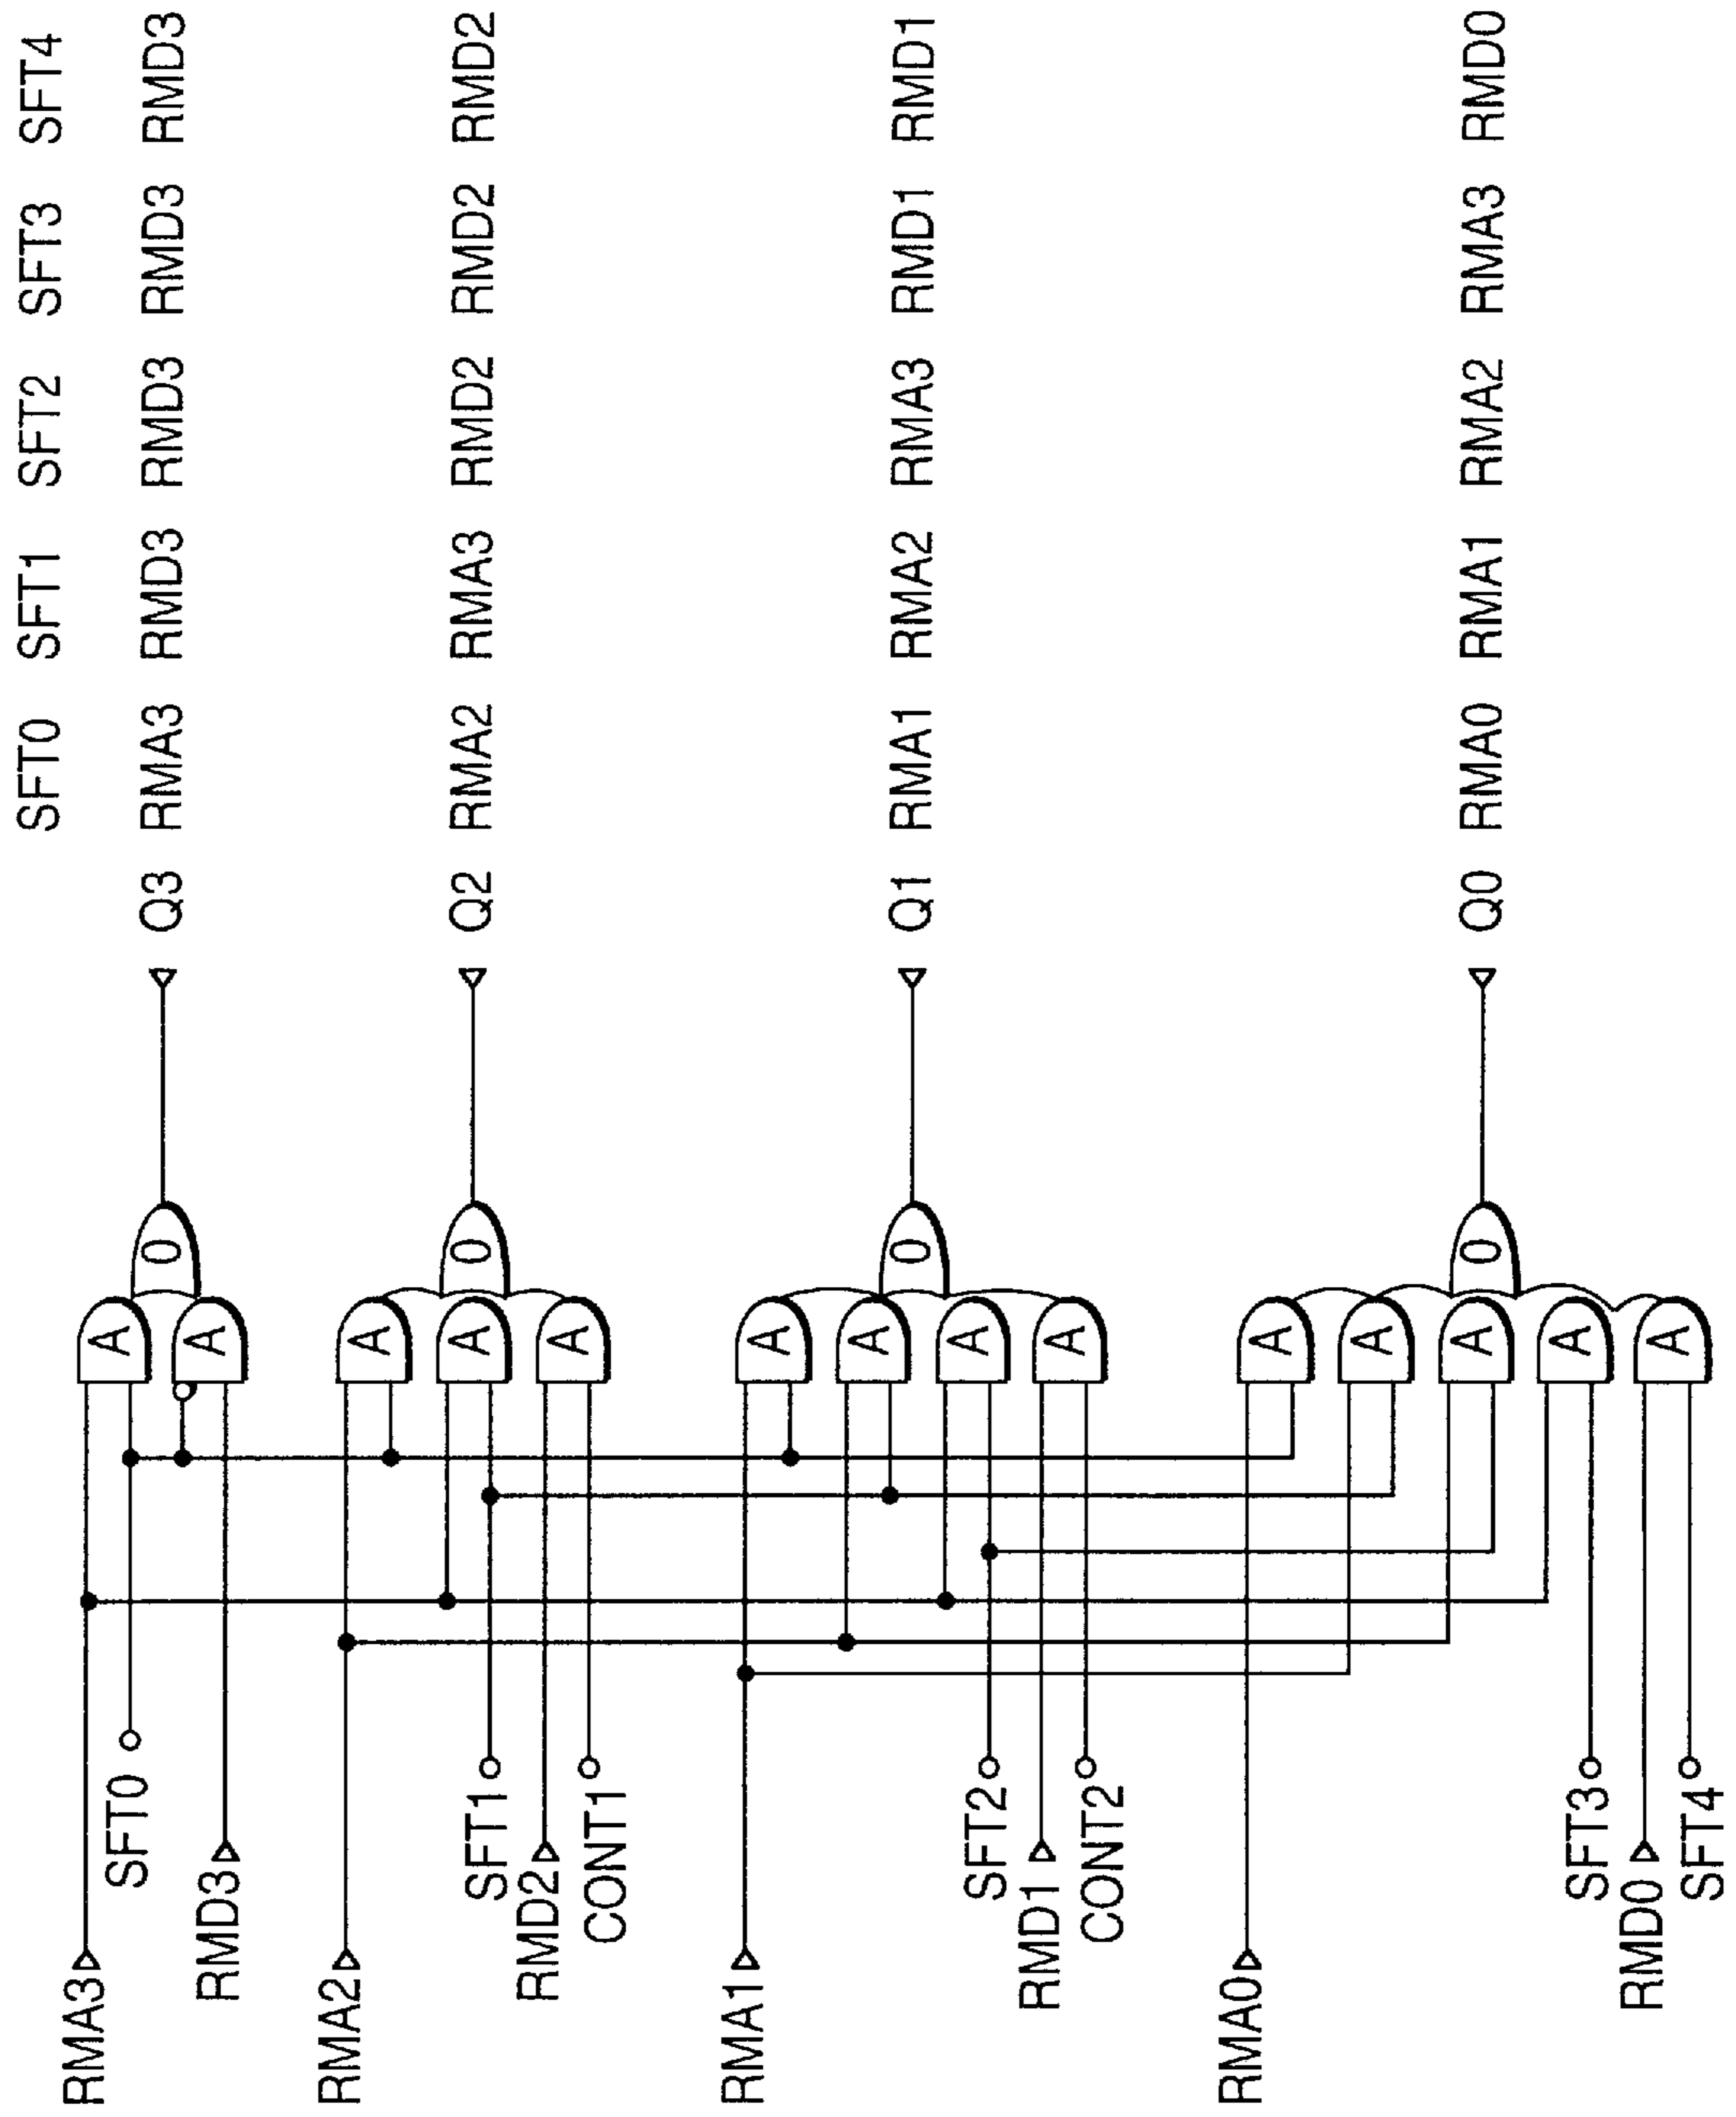 SFT0 SFT1 SFT2 SFT3 SFT4
RMA3
SFT0
RMD3
A
A
O
Q3 RMA3 RMD3 RMD3 RMD3 RMD3
RMA2
SFT1
RMD2
CONT1
A
A
A
O
Q2 RMA2 RMA3 RMD2 RMD2 RMD2
RMA1
SFT2
RMD1
CONT2
A
A
A
A
O
Q1 RMA1 RMA2 RMA3 RMD1 RMD1
RMA0
SFT3
RMD0
SFT4
A
A
A
A
A
O
Q0 RMA0 RMA1 RMA2 RMA3 RMD0